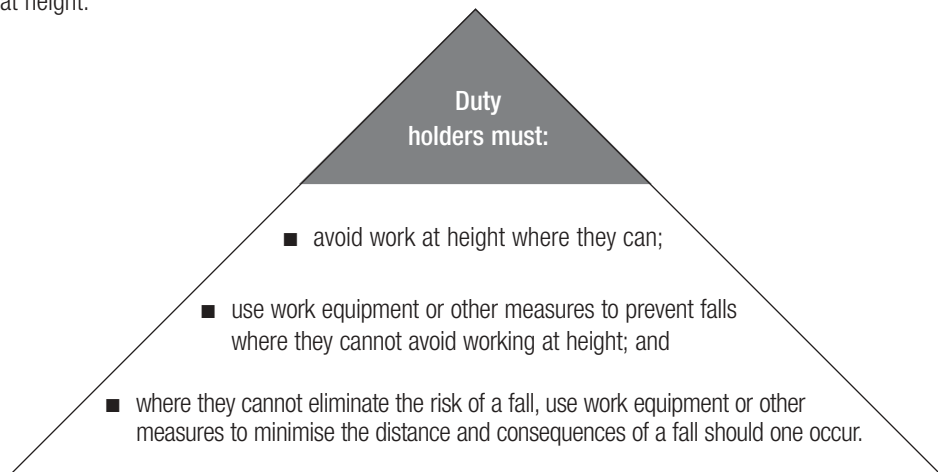 at height.
Duty
holders must:
■ avoid work at height where they can;
■ use work equipment or other measures to prevent falls
where they cannot avoid working at height; and
■ where they cannot eliminate the risk of a fall, use work equipment or other
measures to minimise the distance and consequences of a fall should one occur.